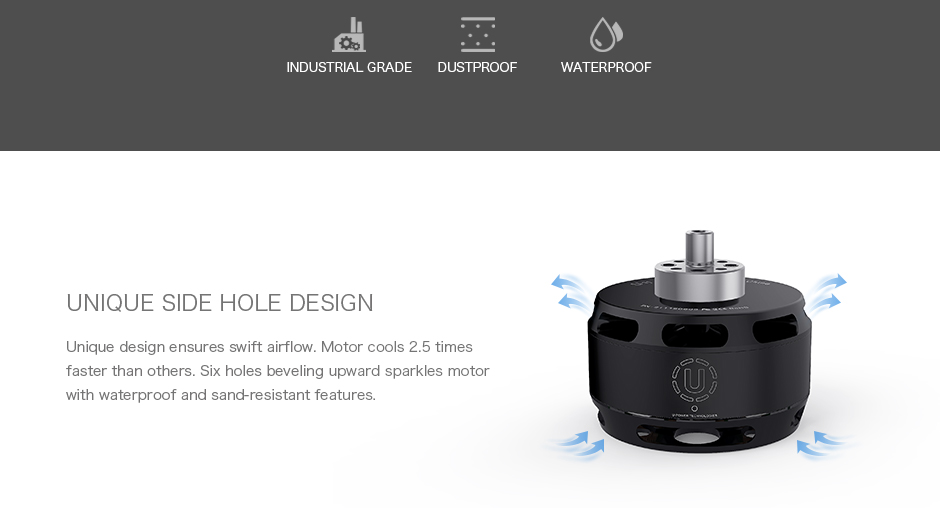 INDUSTRIAL GRADE DUSTPROOF WATERPROOF
UNIQUE SIDE HOLE DESIGN
Unique design ensures swift airflow. Motor cools 2.5 times
faster than others. Six holes beveling upward sparkles motor
with waterproof and sand-resistant features.
U